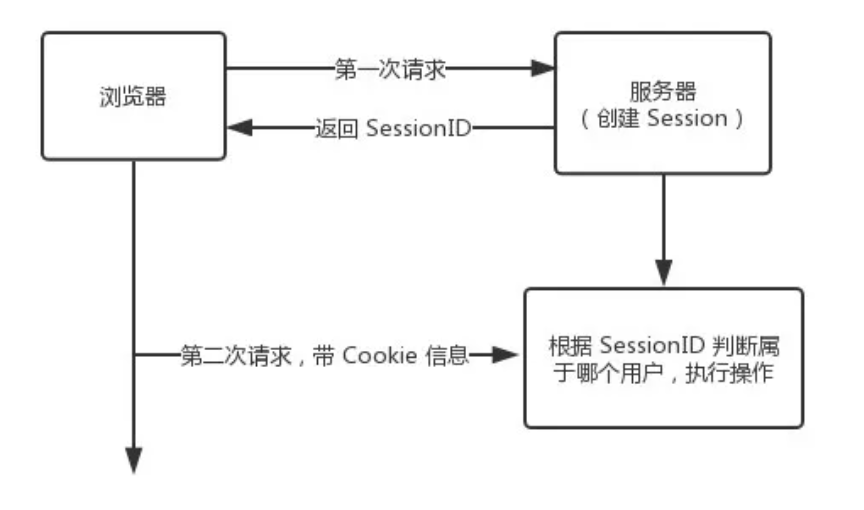 浏览器
第一次请求
服务器
（创建 Session）
返回 SessionID
第二次请求，带 Cookie 信息
根据 SessionID 判断属
于哪个用户，执行操作